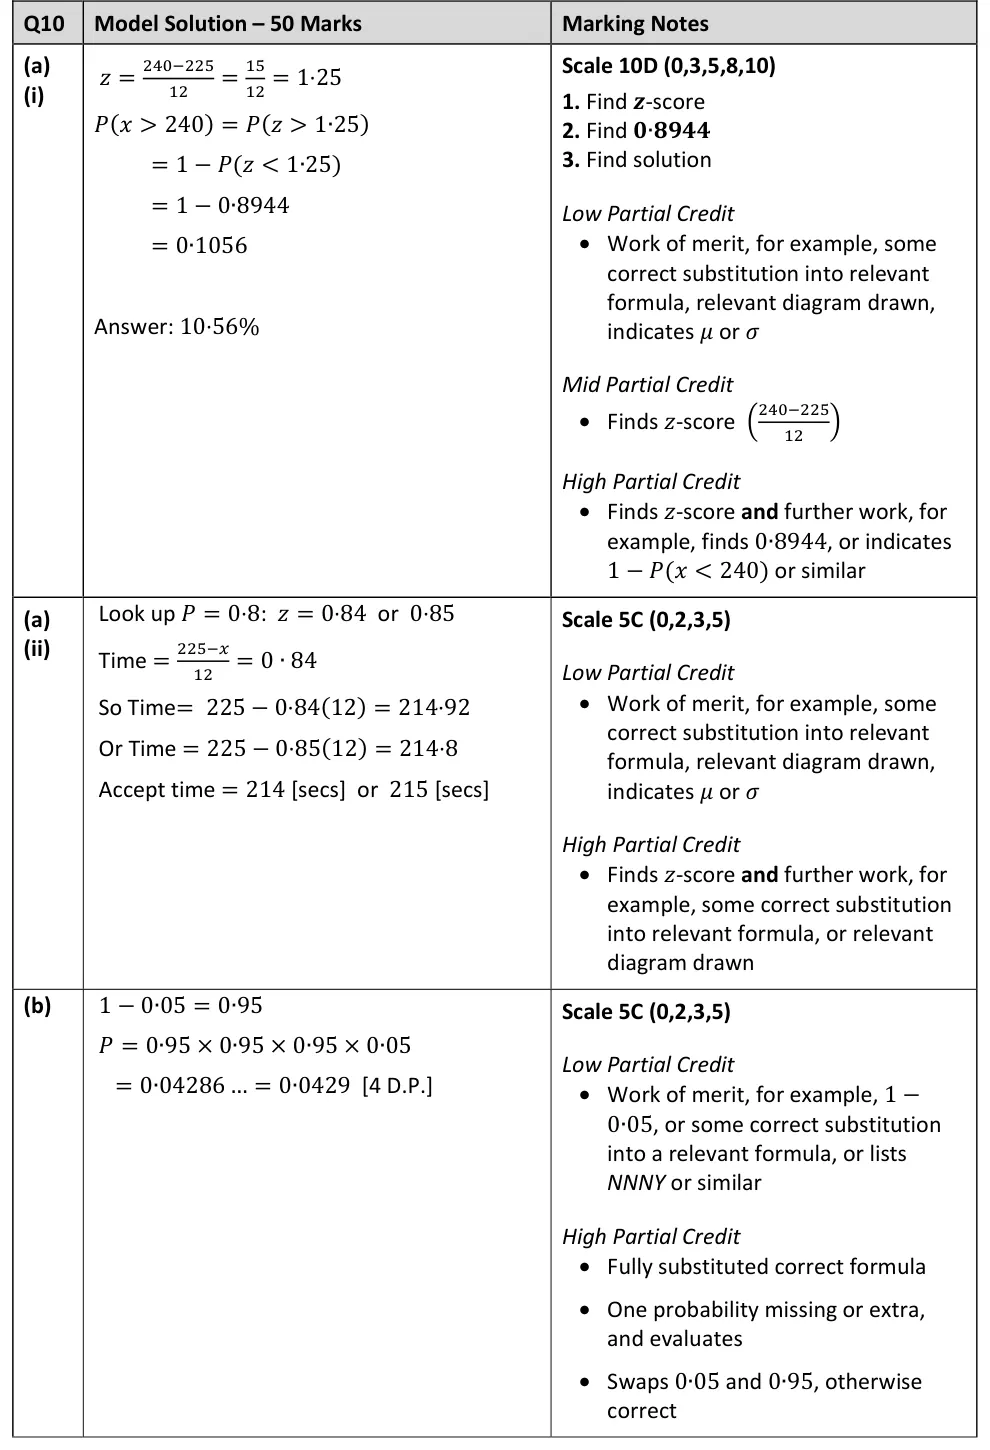 Q10 Model Solution – 50 Marks Marking Notes
(a)
(i)
z = (240−225)/12 = 15/12 = 1·25
P(x > 240) = P(z > 1·25)
= 1 − P(z < 1·25)
= 1 − 0·8944
= 0·1056
Answer: 10·56%
Scale 10D (0,3,5,8,10)
1. Find z-score
2. Find 0·8944
3. Find solution
Low Partial Credit
• Work of merit, for example, some
correct substitution into relevant
formula, relevant diagram drawn,
indicates μ or σ
Mid Partial Credit
• Finds z-score ((240−225)/12)
High Partial Credit
• Finds z-score and further work, for
example, finds 0·8944, or indicates
1 − P(x < 240) or similar
(a)
(ii)
Look up P = 0·8: z = 0·84 or 0·85
Time = (225−x)/12 = 0 · 84
So Time= 225 − 0·84(12) = 214·92
Or Time = 225 − 0·85(12) = 214·8
Accept time = 214 [secs] or 215 [secs]
Scale 5C (0,2,3,5)
Low Partial Credit
• Work of merit, for example, some
correct substitution into relevant
formula, relevant diagram drawn,
indicates μ or σ
High Partial Credit
• Finds z-score and further work, for
example, some correct substitution
into relevant formula, or relevant
diagram drawn
(b)
1 − 0·05 = 0·95
P = 0·95 × 0·95 × 0·95 × 0·05
= 0·04286 … = 0·0429 [4 D.P.]
Scale 5C (0,2,3,5)
Low Partial Credit
• Work of merit, for example, 1 −
0·05, or some correct substitution
into a relevant formula, or lists
NNNY or similar
High Partial Credit
• Fully substituted correct formula
• One probability missing or extra,
and evaluates
• Swaps 0·05 and 0·95, otherwise
correct